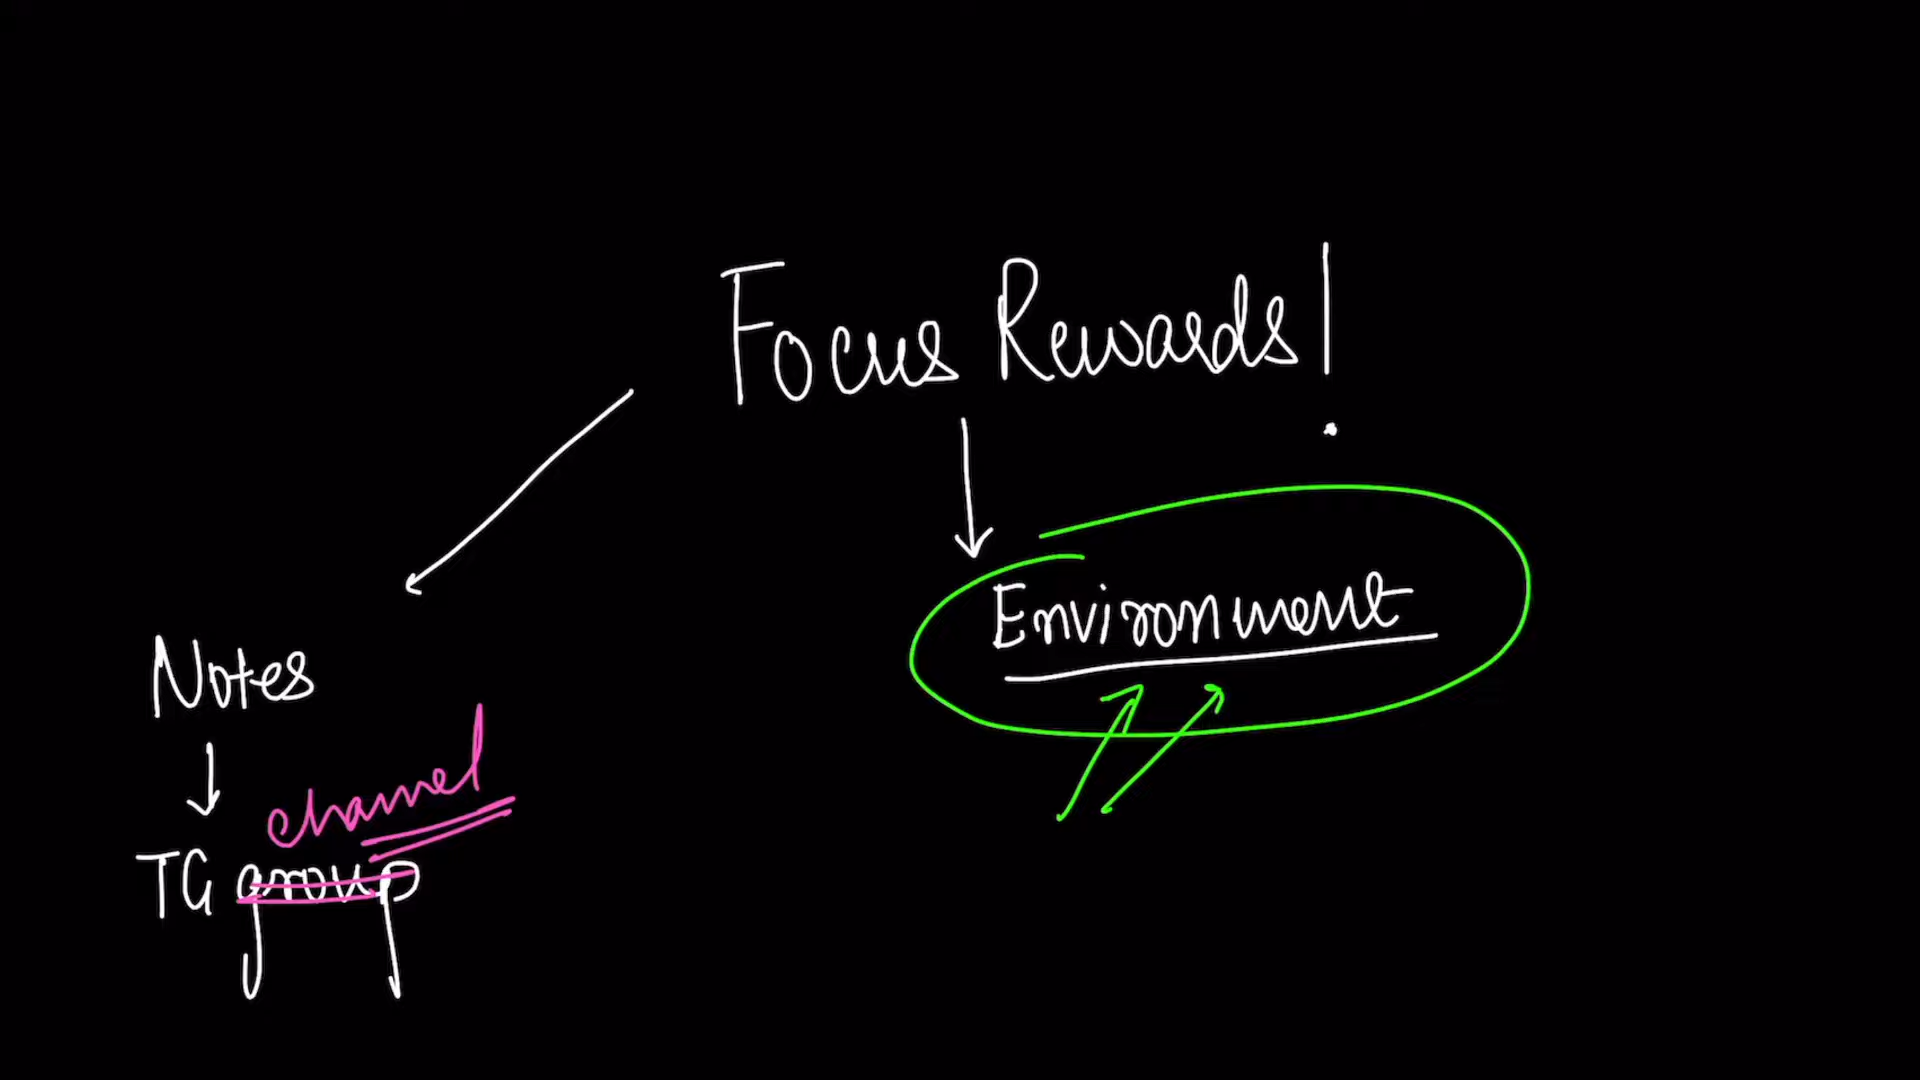 Focus Rewards!
Environment
Notes
channel
TG group